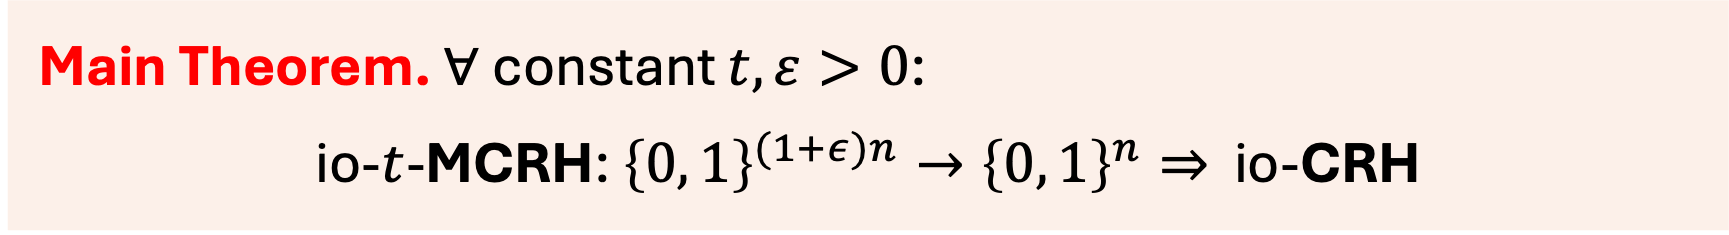 Main Theorem. ∀ constant t, ε > 0:
io-t-MCRH: {0, 1}^{(1+ϵ)n} → {0, 1}^n ⇒ io-CRH